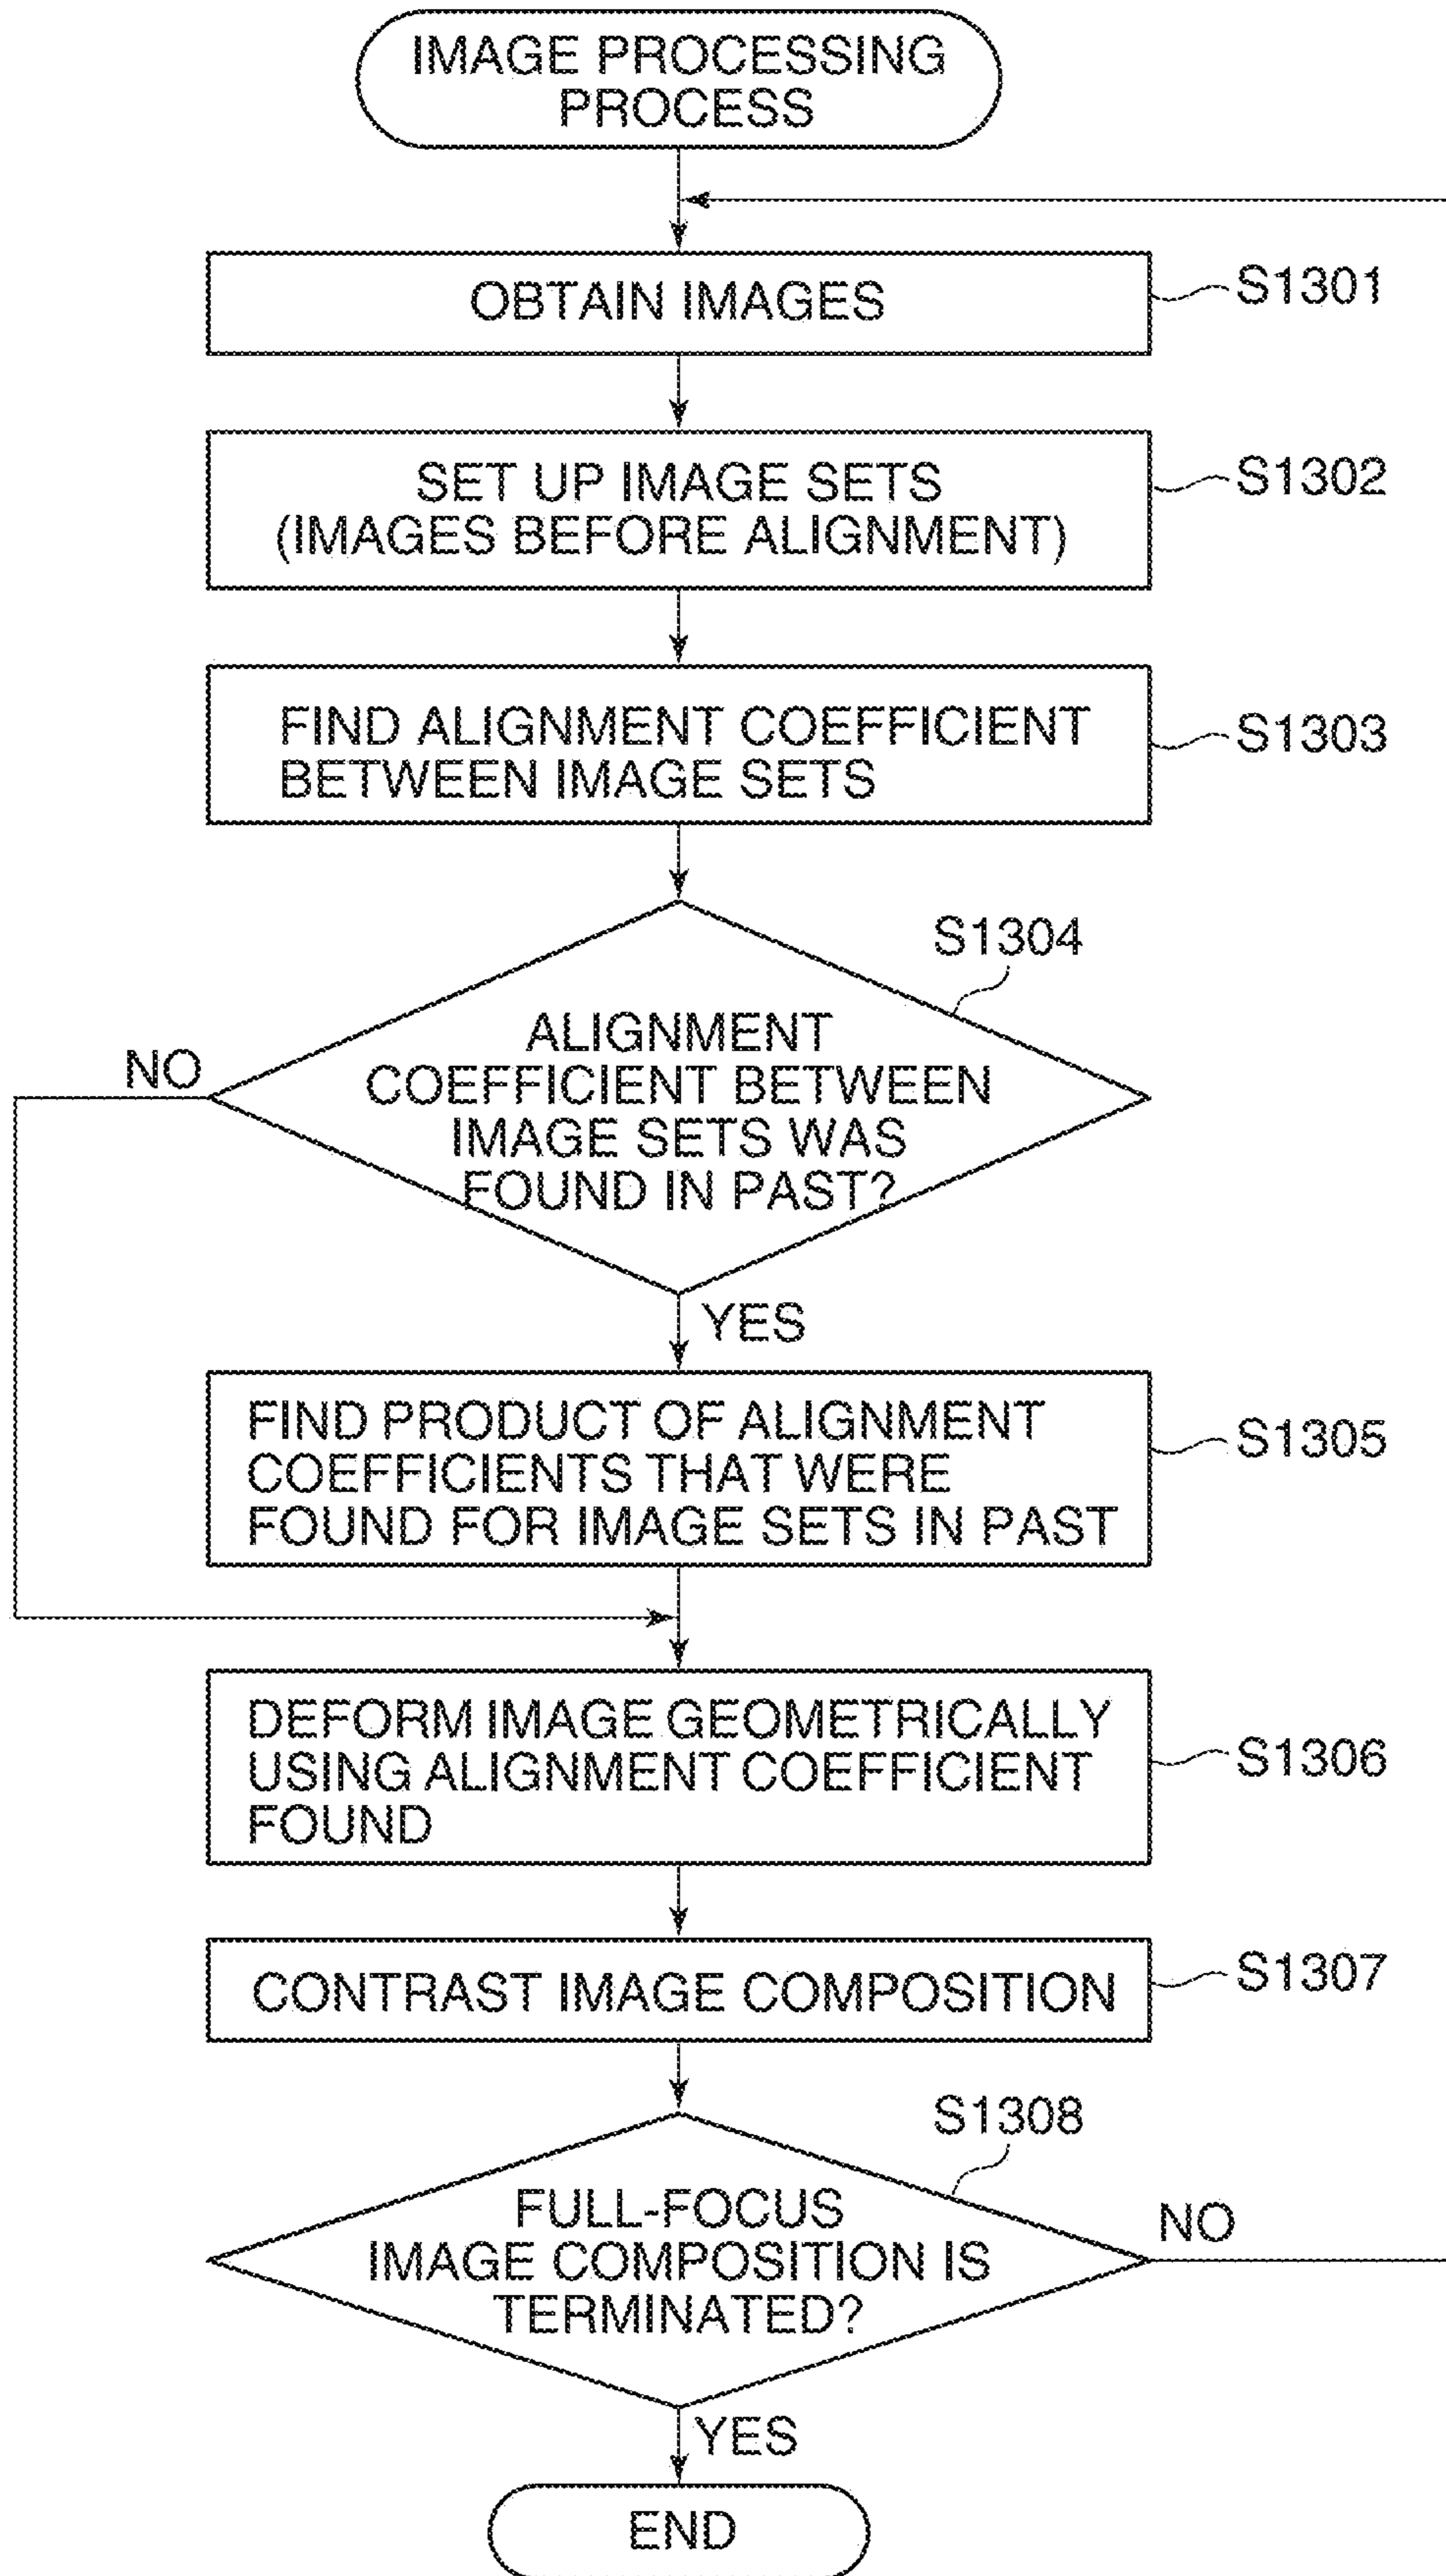 IMAGE PROCESSING
PROCESS
OBTAIN IMAGES
S1301
SET UP IMAGE SETS
(IMAGES BEFORE ALIGNMENT)
S1302
FIND ALIGNMENT COEFFICIENT
BETWEEN IMAGE SETS
S1303
S1304
ALIGNMENT
COEFFICIENT BETWEEN
IMAGE SETS WAS
FOUND IN PAST?
NO
YES
FIND PRODUCT OF ALIGNMENT
COEFFICIENTS THAT WERE
FOUND FOR IMAGE SETS IN PAST
S1305
DEFORM IMAGE GEOMETRICALLY
USING ALIGNMENT COEFFICIENT
FOUND
S1306
CONTRAST IMAGE COMPOSITION
S1307
S1308
FULL-FOCUS
IMAGE COMPOSITION IS
TERMINATED?
NO
YES
END